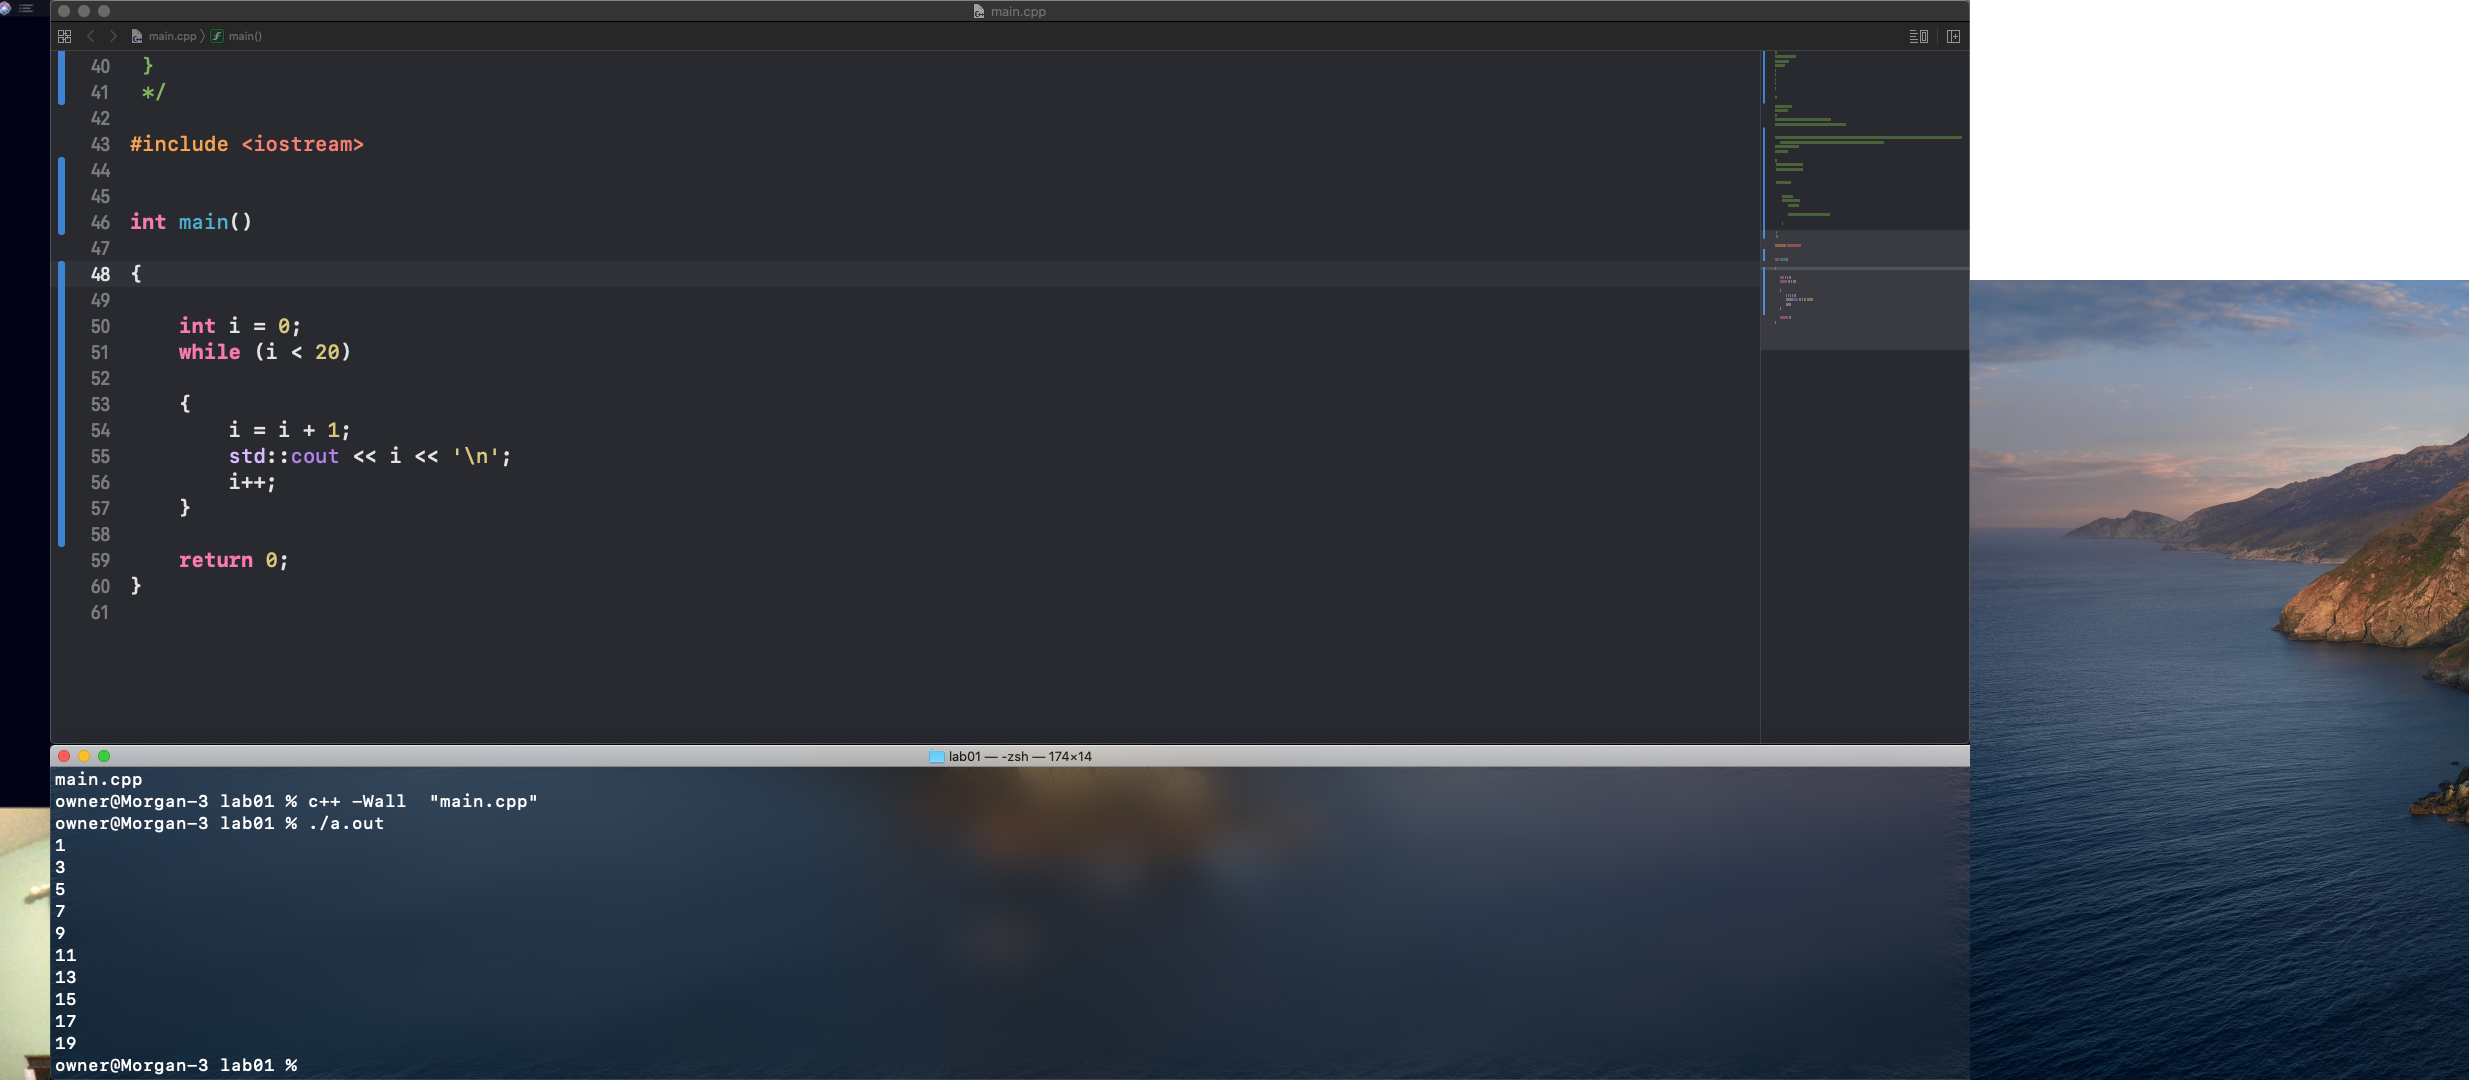 main.cpp
main.cpp 〉 f main()
40 }
41 */
42
43 #include <iostream>
44
45
46 int main()
47
48 {
49
50 int i = 0;
51 while (i < 20)
52
53 {
54 i = i + 1;
55 std::cout << i << '\n';
56 i++;
57 }
58
59 return 0;
60 }
61
lab01 — -zsh — 174×14
main.cpp
owner@Morgan-3 lab01 % c++ -Wall  "main.cpp"
owner@Morgan-3 lab01 % ./a.out
1
3
5
7
9
11
13
15
17
19
owner@Morgan-3 lab01 %